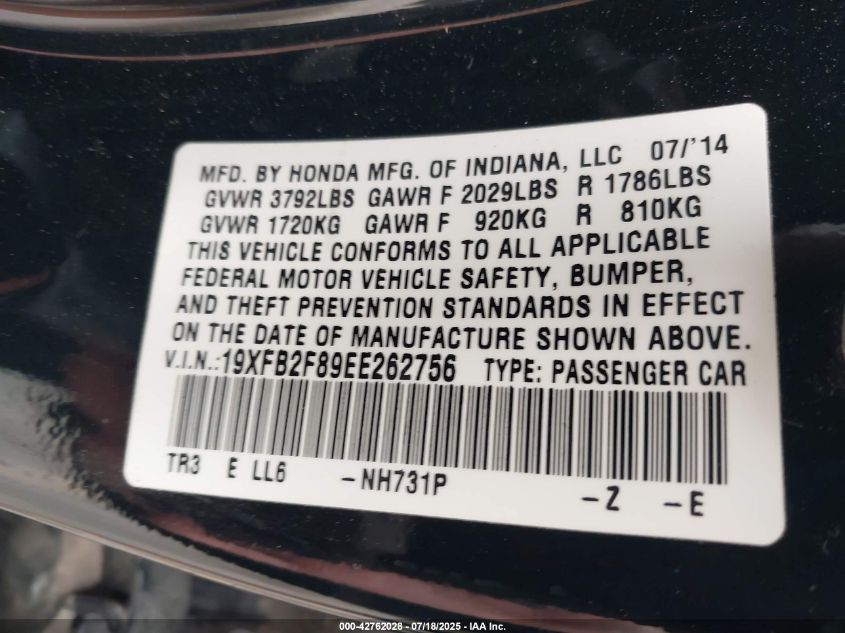 MFD. BY HONDA MFG. OF INDIANA, LLC 07/'14
GVWR 3792LBS GAWR F 2029LBS R 1786LBS
GVWR 1720KG GAWR F 920KG R 810KG
THIS VEHICLE CONFORMS TO ALL APPLICABLE
FEDERAL MOTOR VEHICLE SAFETY, BUMPER,
AND THEFT PREVENTION STANDARDS IN EFFECT
ON THE DATE OF MANUFACTURE SHOWN ABOVE.
V.I.N.:19XFB2F89EE262756 TYPE: PASSENGER CAR
TR3 E LL6 -NH731P -Z -E
000-42762028 - 07/18/2025 - IAA Inc.